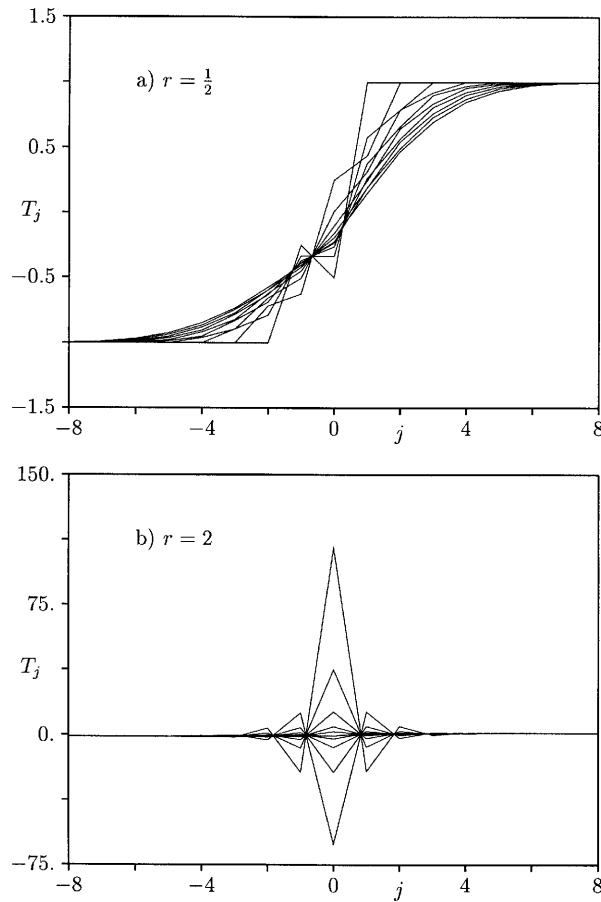 1.5
a) r = 1/2
0.5
T_j
−0.5
−1.5
−8 −4 0 j 4 8
150.
b) r = 2
75.
T_j
0.
−75.
−8 −4 0 j 4 8